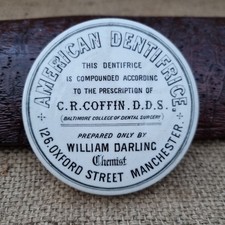 AMERICAN DENTIFRICE,
THIS DENTIFRICE
IS COMPOUNDED ACCORDING
TO THE PRESCRIPTION OF
C.R. COFFIN, D.D.S.
(BALTIMORE COLLEGE OF DENTAL SURGERY)
PREPARED ONLY BY
WILLIAM DARLING
Chemist
126, OXFORD STREET MANCHESTER.